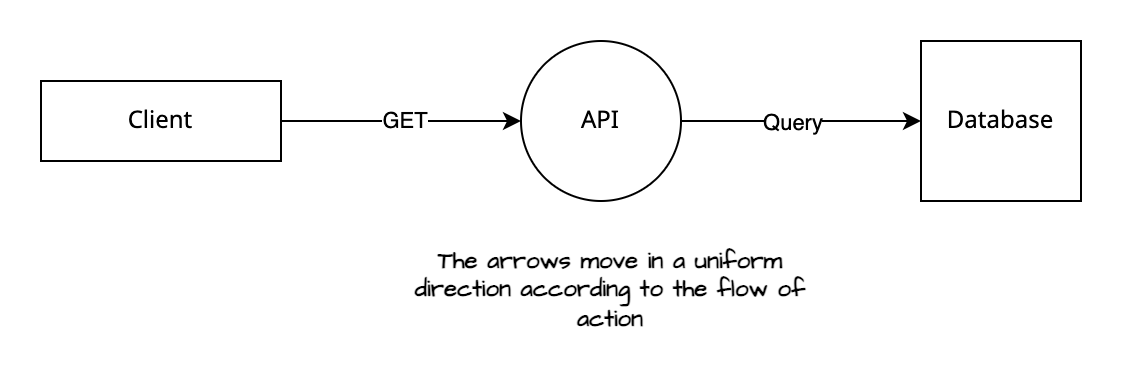 Client
GET
API
Query
Database
The arrows move in a uniform
direction according to the flow of
action